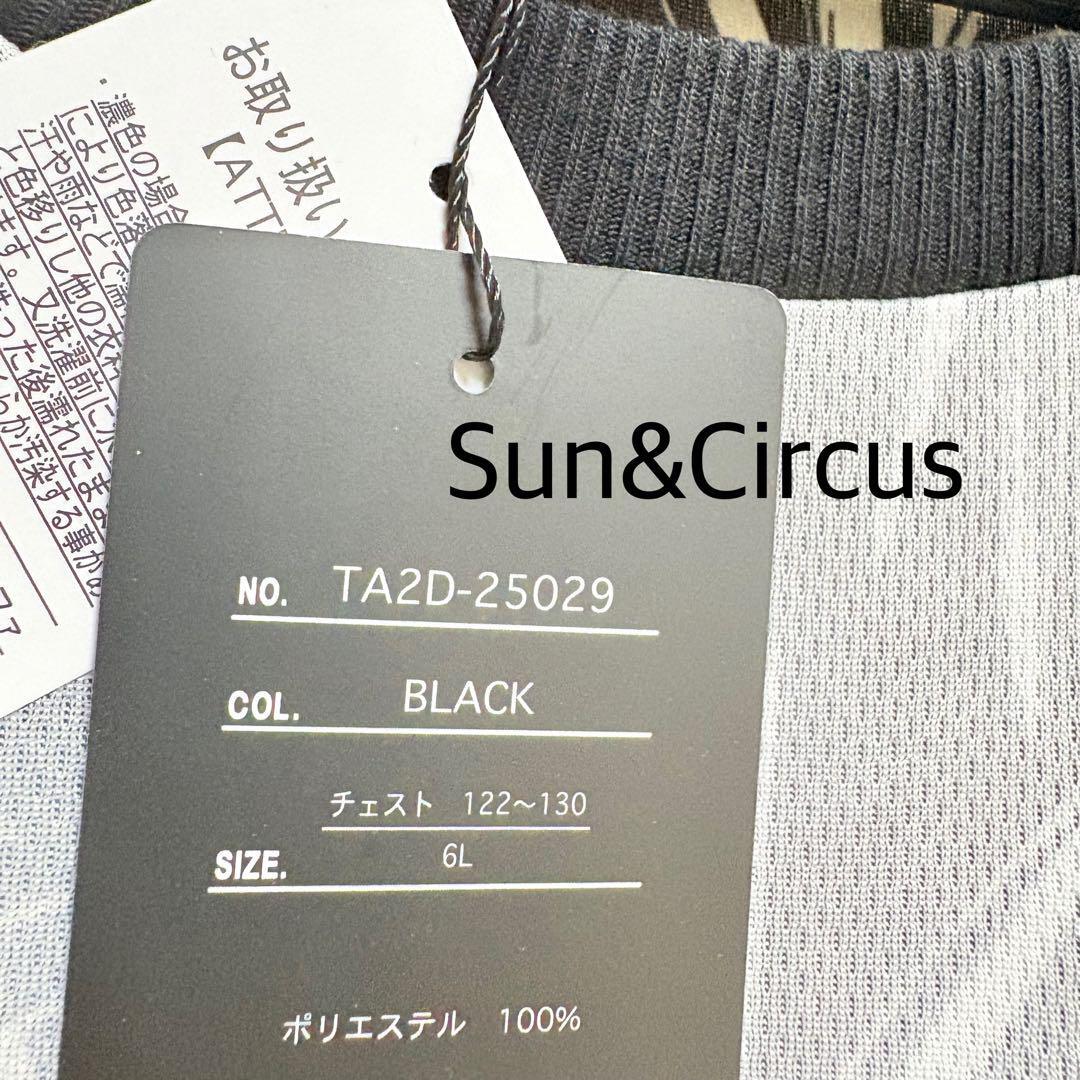 お取り扱い
【ATT
・濃色の場合
により色落
汗や雨などで濡
と色移りし他の衣料
ます。又洗濯前に
洗った後濡れたまま
汚染する事が
Sun&Circus
NO. TA2D-25029
COL. BLACK
チェスト 122～130
SIZE. 6L
ポリエステル 100%